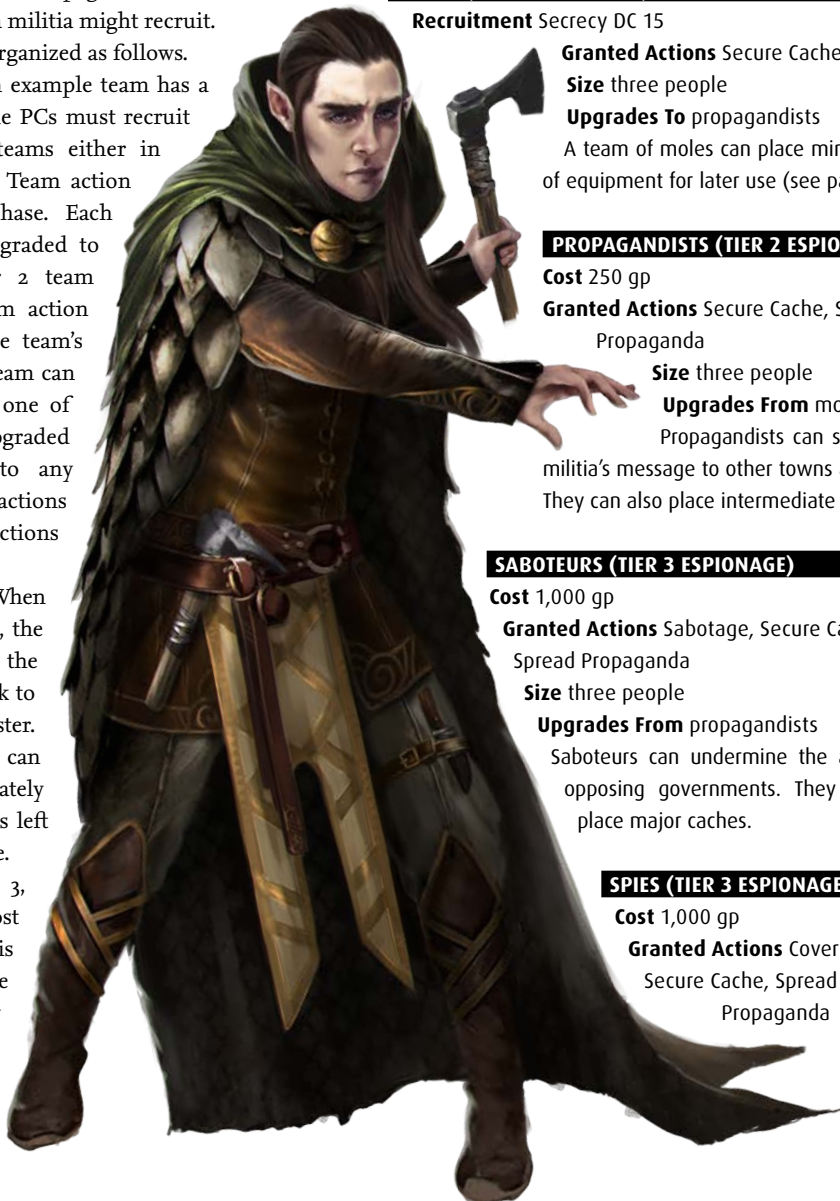 militia might recruit.
rganized as follows.
example team has a
e PCs must recruit
teams either in
Team action
hase. Each
graded to
2 team
m action
e team's
eam can
one of
graded
to any
actions
ctions
When
, the
the
k to
ster.
can
ately
s left
e.
3,
ost
is
e
Recruitment Secrecy DC 15
Granted Actions Secure Cache
Size three people
Upgrades To propagandists
A team of moles can place min
of equipment for later use (see pa
PROPAGANDISTS (TIER 2 ESPIO
Cost 250 gp
Granted Actions Secure Cache, S
Propaganda
Size three people
Upgrades From mo
Propagandists can s
militia's message to other towns
They can also place intermediate
SABOTEURS (TIER 3 ESPIONAGE)
Cost 1,000 gp
Granted Actions Sabotage, Secure Ca
Spread Propaganda
Size three people
Upgrades From propagandists
Saboteurs can undermine the
opposing governments. They
place major caches.
SPIES (TIER 3 ESPIONAGE
Cost 1,000 gp
Granted Actions Cover
Secure Cache, Spread
Propaganda